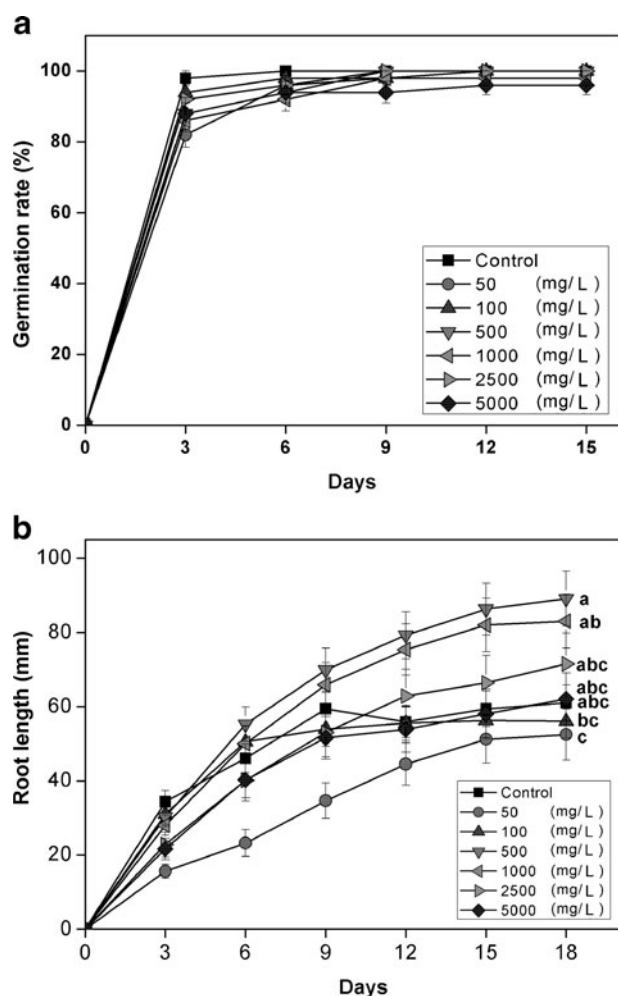 a
100
80
60
40
20
0
Germination rate (%)
Control
50 (mg/L)
100 (mg/L)
500 (mg/L)
1000 (mg/L)
2500 (mg/L)
5000 (mg/L)
0 3 6 9 12 15
Days
b
100
80
60
40
20
0
Root length (mm)
a
ab
abc
abc
abc
bc
c
Control
50 (mg/L)
100 (mg/L)
500 (mg/L)
1000 (mg/L)
2500 (mg/L)
5000 (mg/L)
0 3 6 9 12 15 18
Days